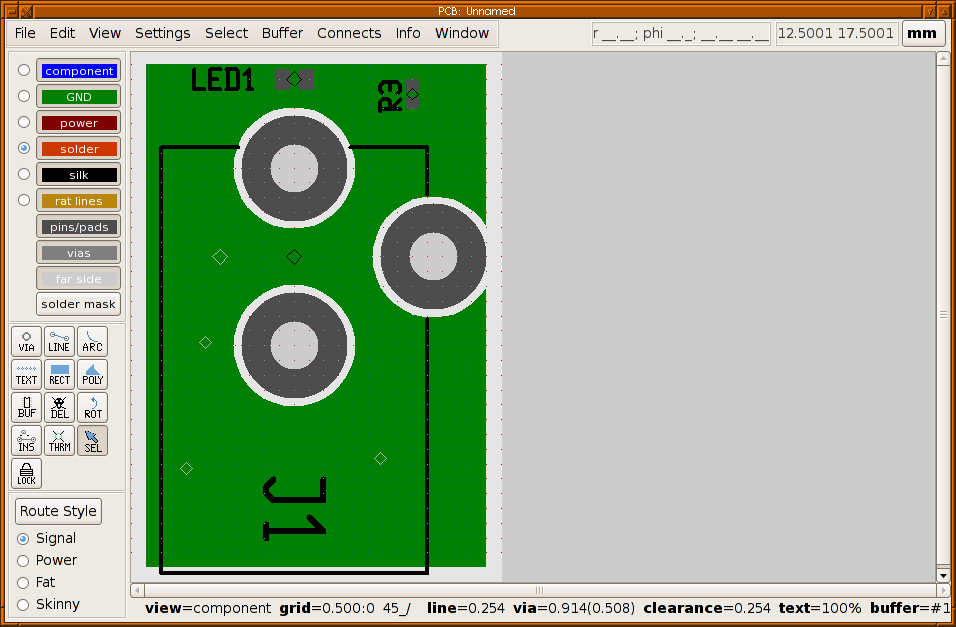 PCB: Unnamed
File Edit View Settings Select Buffer Connects Info Window
r __.__; phi __._; __.__ __.__
12.5001 17.5001
mm
component
GND
power
solder
silk
rat lines
pins/pads
vias
far side
solder mask
VIA LINE ARC
TEXT RECT POLY
BUF DEL ROT
INS THRM SEL
LOCK
Route Style
Signal
Power
Fat
Skinny
LED1
R3
J1
view=component grid=0.500:0 45_/ line=0.254 via=0.914(0.508) clearance=0.254 text=100% buffer=#1